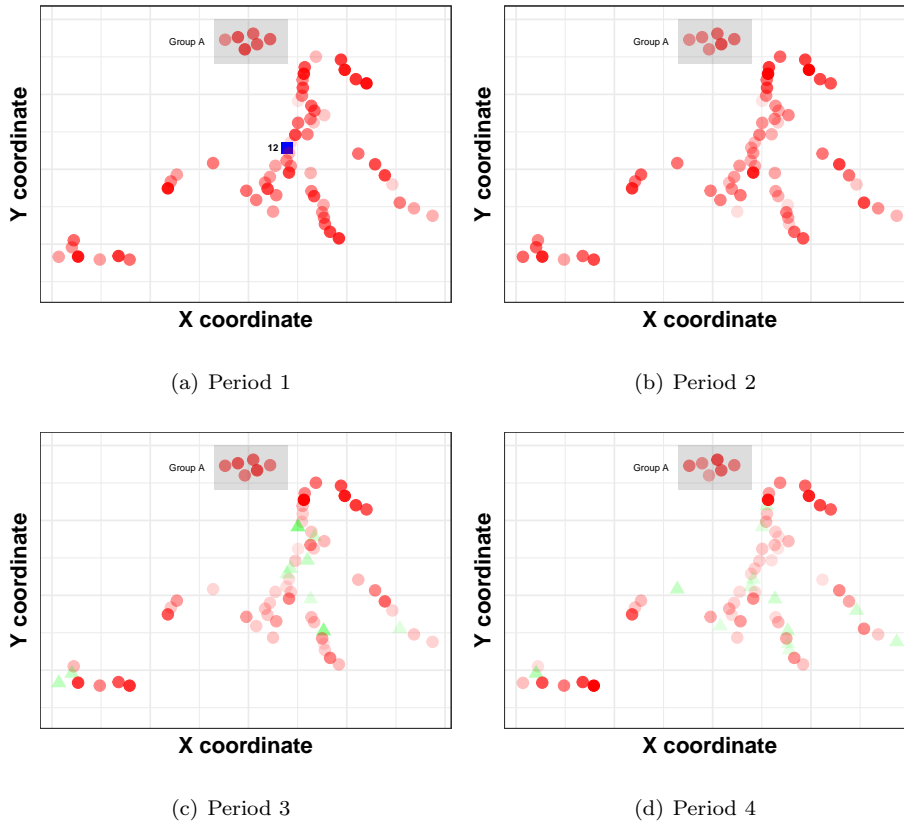 Group A
12
Y coordinate
X coordinate
(a) Period 1
Group A
Y coordinate
X coordinate
(b) Period 2
Group A
Y coordinate
X coordinate
(c) Period 3
Group A
Y coordinate
X coordinate
(d) Period 4